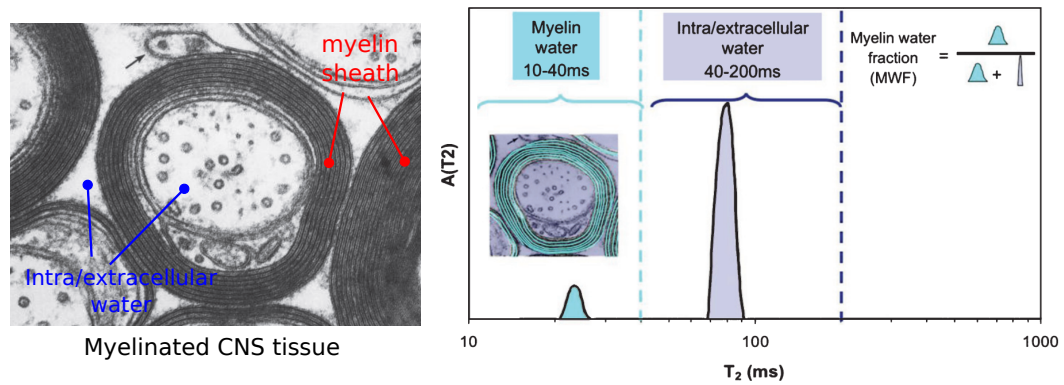 myelin
sheath
Intra/extracellular
water
Myelinated CNS tissue
Myelin
water
10-40ms
Intra/extracellular
water
40-200ms
Myelin water
fraction
(MWF)
=
+
A(T2)
10
100
1000
T2 (ms)